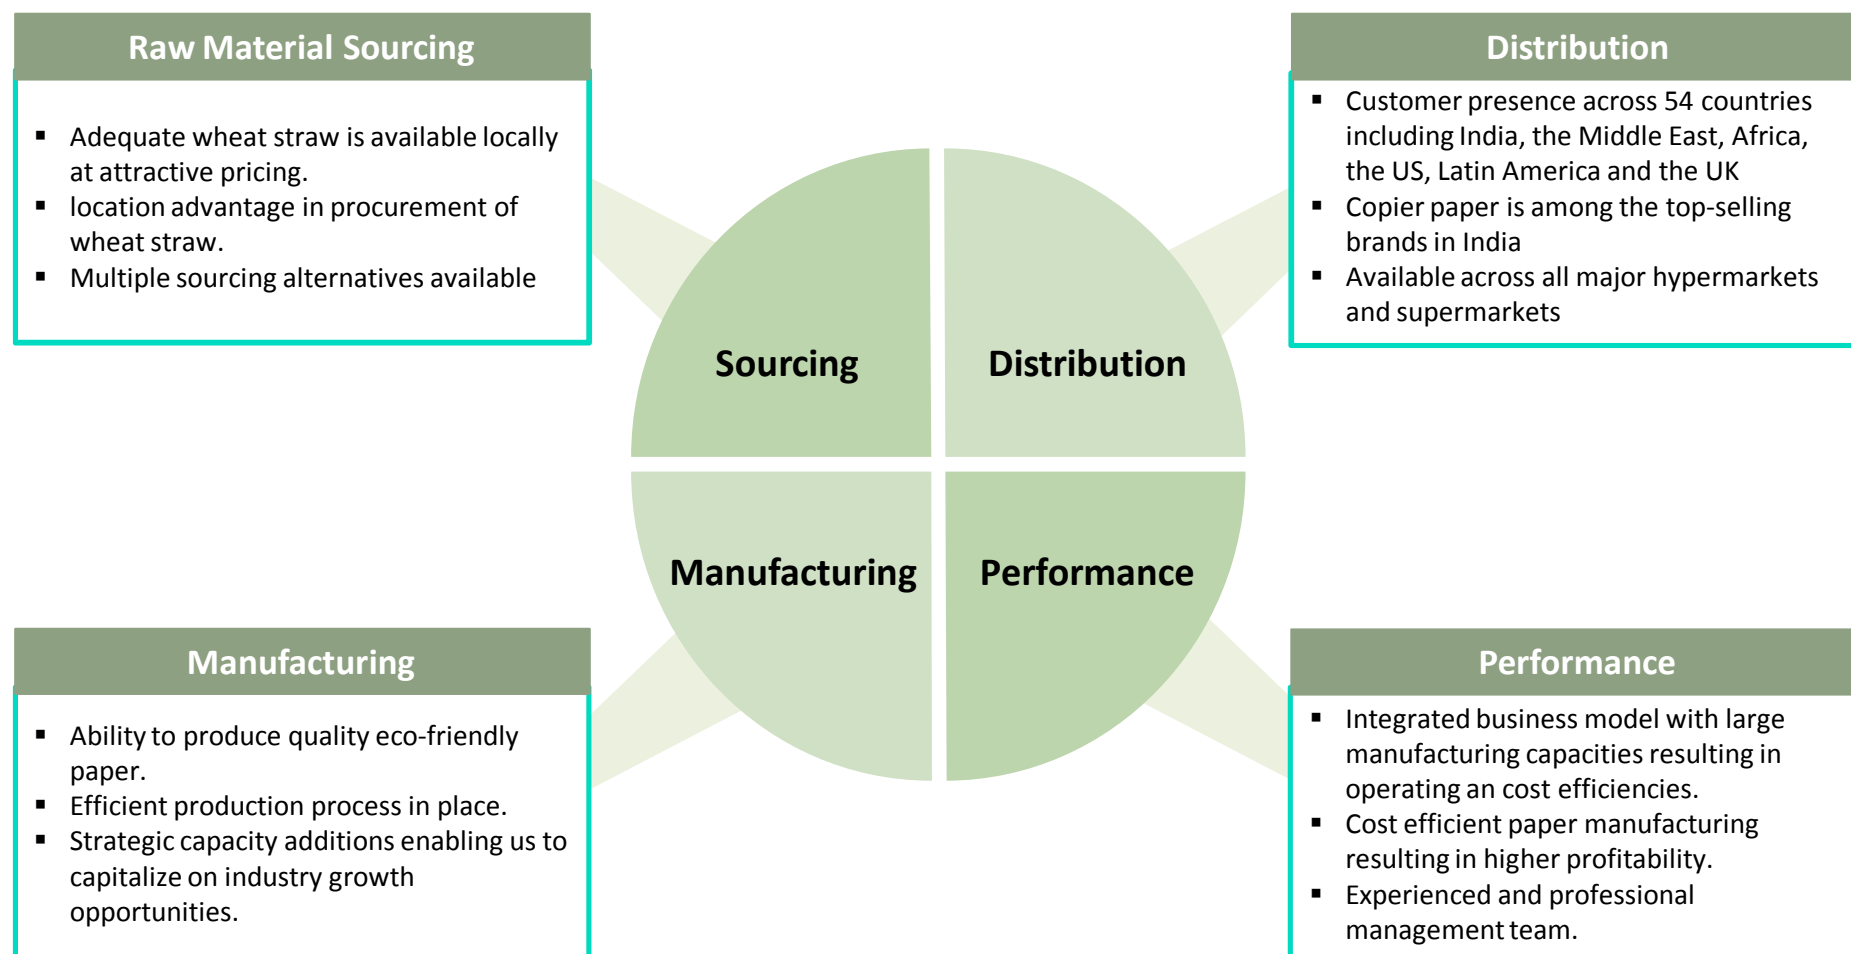 Raw Material Sourcing
▪ Adequate wheat straw is available locally
at attractive pricing.
▪ location advantage in procurement of
wheat straw.
▪ Multiple sourcing alternatives available
Distribution
▪ Customer presence across 54 countries
including India, the Middle East, Africa,
the US, Latin America and the UK
▪ Copier paper is among the top-selling
brands in India
▪ Available across all major hypermarkets
and supermarkets
Sourcing
Distribution
Manufacturing
Performance
Manufacturing
▪ Ability to produce quality eco-friendly
paper.
▪ Efficient production process in place.
▪ Strategic capacity additions enabling us to
capitalize on industry growth
opportunities.
Performance
▪ Integrated business model with large
manufacturing capacities resulting in
operating an cost efficiencies.
▪ Cost efficient paper manufacturing
resulting in higher profitability.
▪ Experienced and professional
management team.